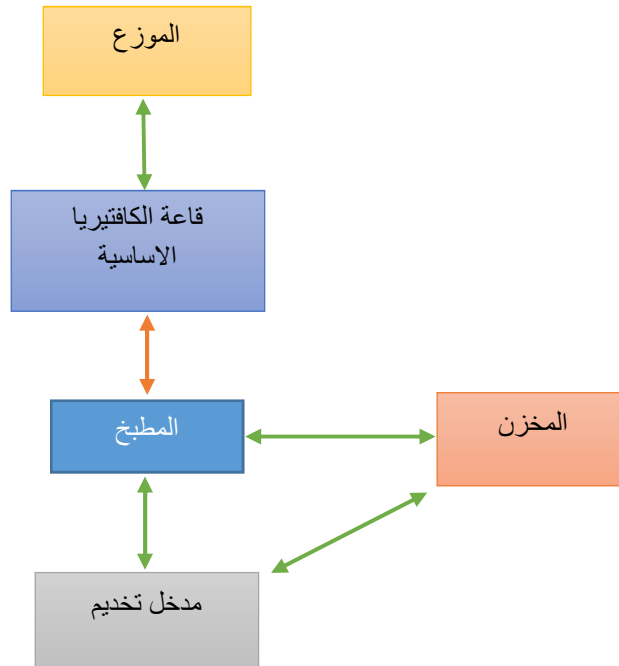 الموزع
قاعة الكافتيريا
الاساسية
المطبخ
المخزن
مدخل تخديم